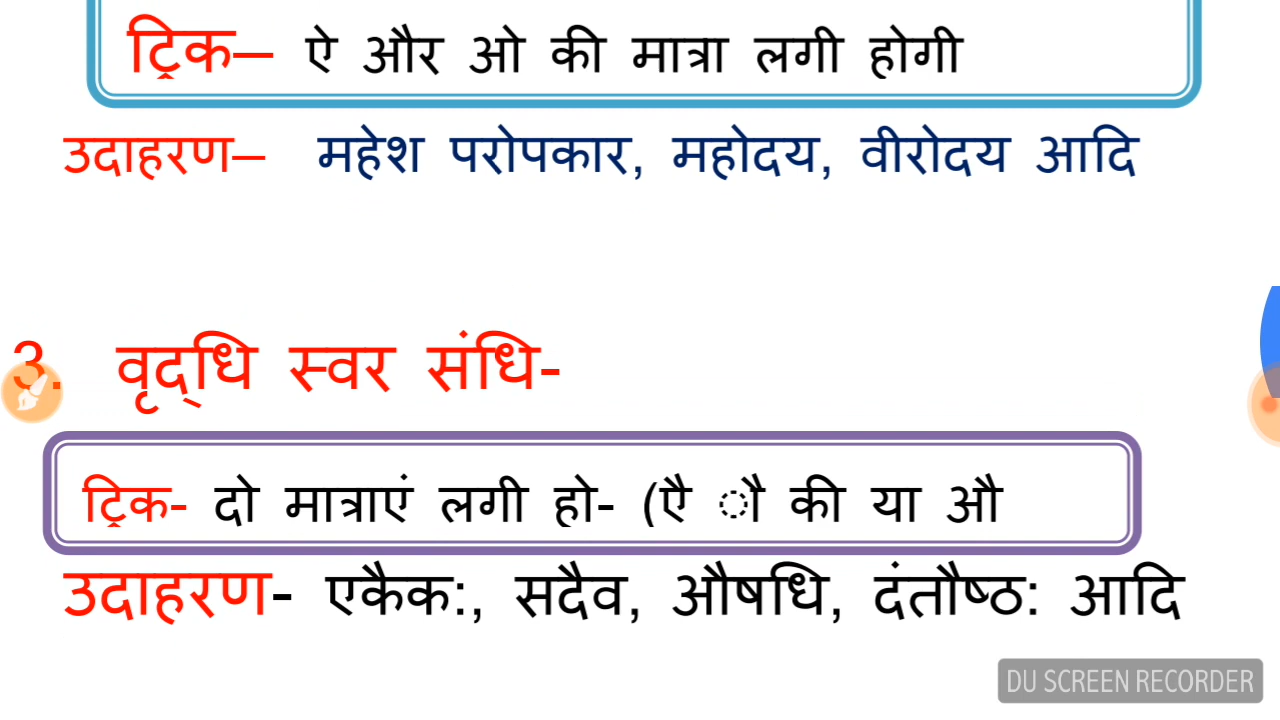 ट्रिक– ऐ और ओ की मात्रा लगी होगी
उदाहरण– महेश परोपकार, महोदय, वीरोदय आदि
3. वृद्‌धि स्वर संधि-
ट्रिक- दो मात्राएं लगी हो- (एै ौ की या औ
उदाहरण- एकैक:, सदैव, औषधि, दंतौष्ठ: आदि
DU SCREEN RECORDER